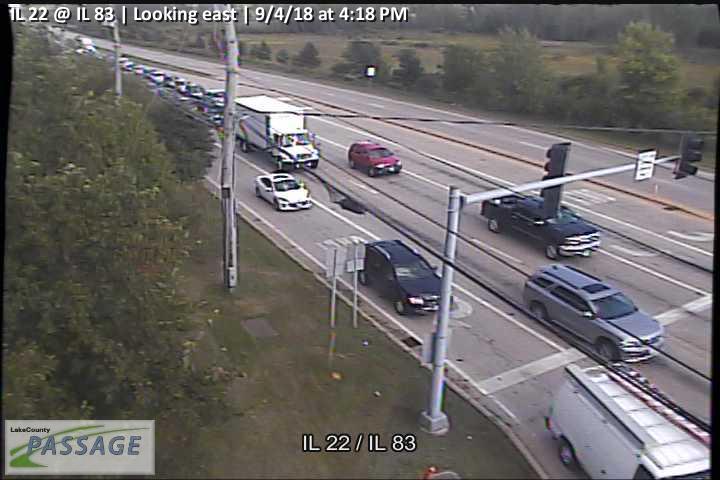 IL 22 @ IL 83 | Looking east | 9/4/18 at 4:18 PM
LakeCounty
PASSAGE
IL 22 / IL 83